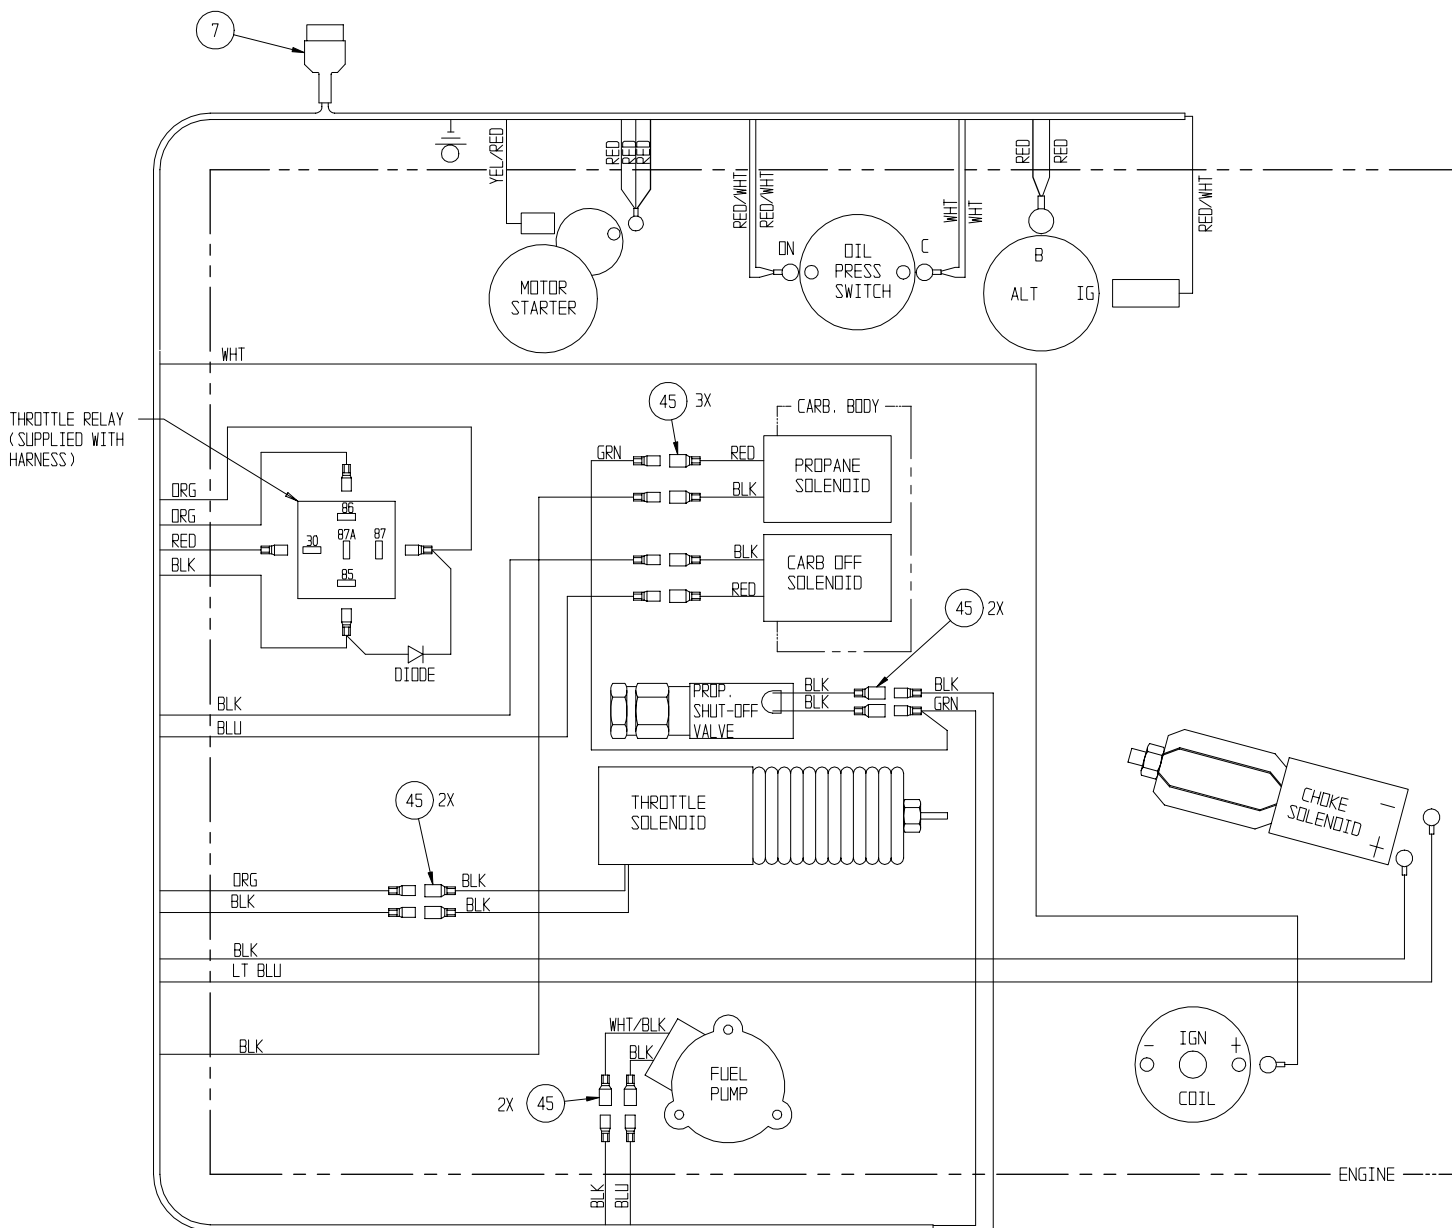 7
YEL/RED
RED
RED
RED
RED/WHT
RED/WHT
WHT
WHT
RED
RED
RED/WHT
MOTOR
STARTER
ON
OIL
PRESS
SWITCH
C
B
ALT
IG
WHT
THROTTLE RELAY
(SUPPLIED WITH
HARNESS)
45
3X
CARB. BODY
GRN
RED
PROPANE
SOLENOID
BLK
ORG
ORG
RED
BLK
86
30
87A
87
85
DIODE
BLK
CARB OFF
SOLENOID
RED
45
2X
BLK
BLU
PROP.
SHUT-OFF
VALVE
BLK
BLK
BLK
GRN
THROTTLE
SOLENOID
CHOKE
SOLENOID
-
+
45
2X
ORG
BLK
BLK
BLK
BLK
LT BLU
BLK
WHT/BLK
BLK
FUEL
PUMP
2X
45
BLK
BLU
-
IGN
+
COIL
ENGINE